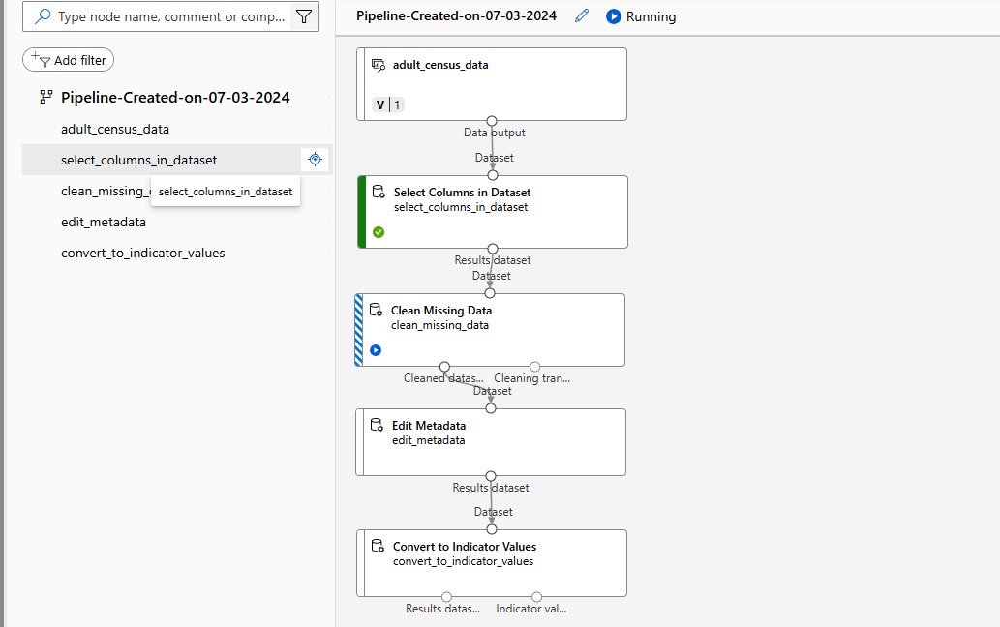 Type node name, comment or comp...
Add filter
Pipeline-Created-on-07-03-2024
adult_census_data
select_columns_in_dataset
clean_missing_
select_columns_in_dataset
edit_metadata
convert_to_indicator_values
Pipeline-Created-on-07-03-2024
Running
adult_census_data
V | 1
Data output
Dataset
Select Columns in Dataset
select_columns_in_dataset
Results dataset
Dataset
Clean Missing Data
clean_missing_data
Cleaned datas... Cleaning tran...
Dataset
Edit Metadata
edit_metadata
Results dataset
Dataset
Convert to Indicator Values
convert_to_indicator_values
Results datas... Indicator val...